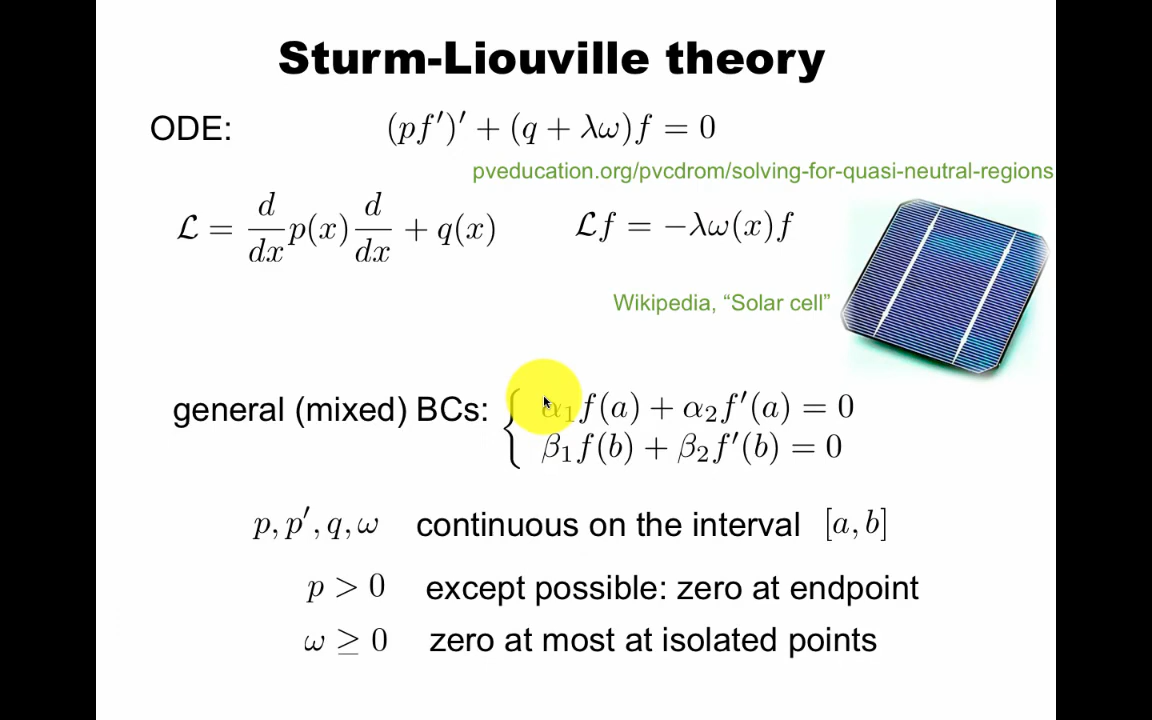 Sturm-Liouville theory
ODE: (pf′)′ + (q + λω)f = 0
pveducation.org/pvcdrom/solving-for-quasi-neutral-regions
ℒ = d/dx p(x) d/dx + q(x) ℒf = −λω(x)f
Wikipedia, “Solar cell”
general (mixed) BCs: { α₁f(a) + α₂f′(a) = 0
β₁f(b) + β₂f′(b) = 0
p, p′, q, ω continuous on the interval [a, b]
p > 0 except possible: zero at endpoint
ω ≥ 0 zero at most at isolated points